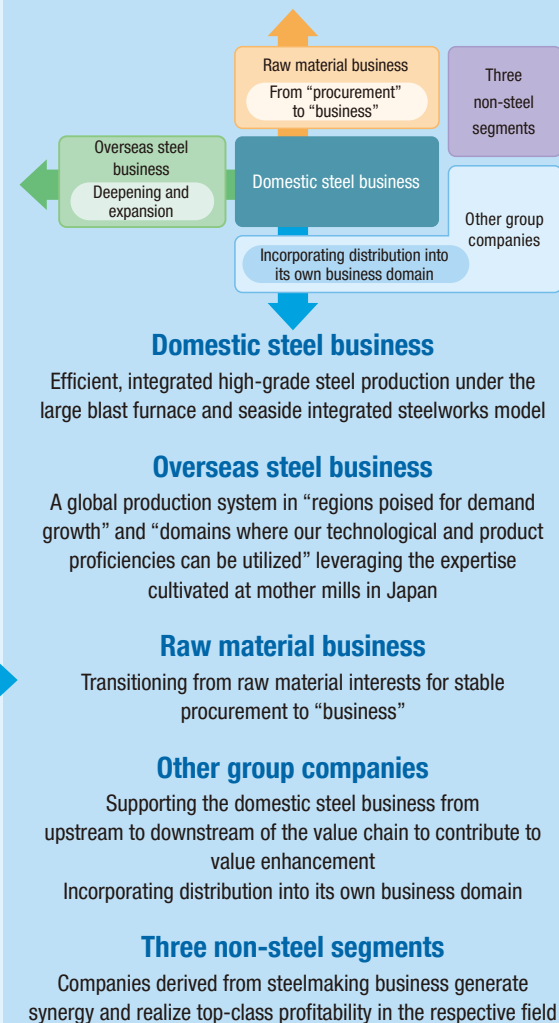 Raw material business
From “procurement”
to “business”
Three
non-steel
segments
Overseas steel
business
Deepening and
expansion
Domestic steel business
Other group
companies
Incorporating distribution into
its own business domain
Domestic steel business
Efficient, integrated high-grade steel production under the
large blast furnace and seaside integrated steelworks model
Overseas steel business
A global production system in “regions poised for demand
growth” and “domains where our technological and product
proficiencies can be utilized” leveraging the expertise
cultivated at mother mills in Japan
Raw material business
Transitioning from raw material interests for stable
procurement to “business”
Other group companies
Supporting the domestic steel business from
upstream to downstream of the value chain to contribute to
value enhancement
Incorporating distribution into its own business domain
Three non-steel segments
Companies derived from steelmaking business generate
synergy and realize top-class profitability in the respective field